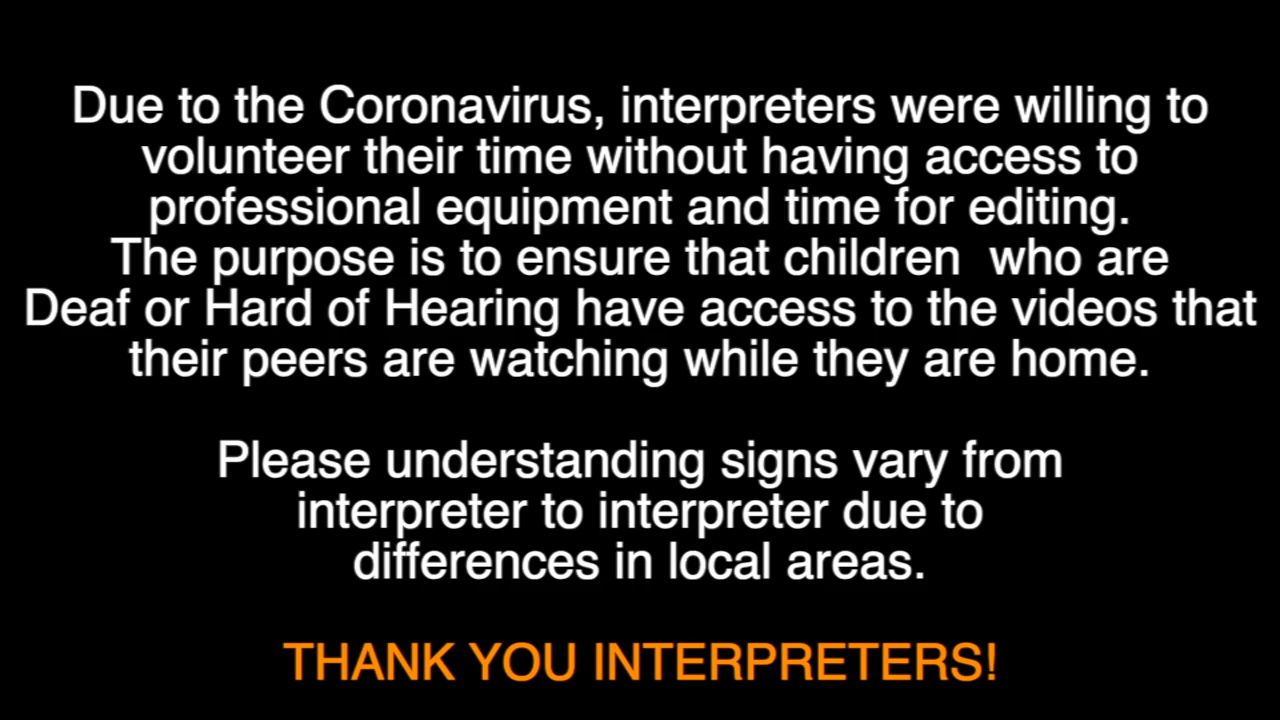 Due to the Coronavirus, interpreters were willing to
volunteer their time without having access to
professional equipment and time for editing.
The purpose is to ensure that children  who are
Deaf or Hard of Hearing have access to the videos that
their peers are watching while they are home.
Please understanding signs vary from
interpreter to interpreter due to
differences in local areas.
THANK YOU INTERPRETERS!